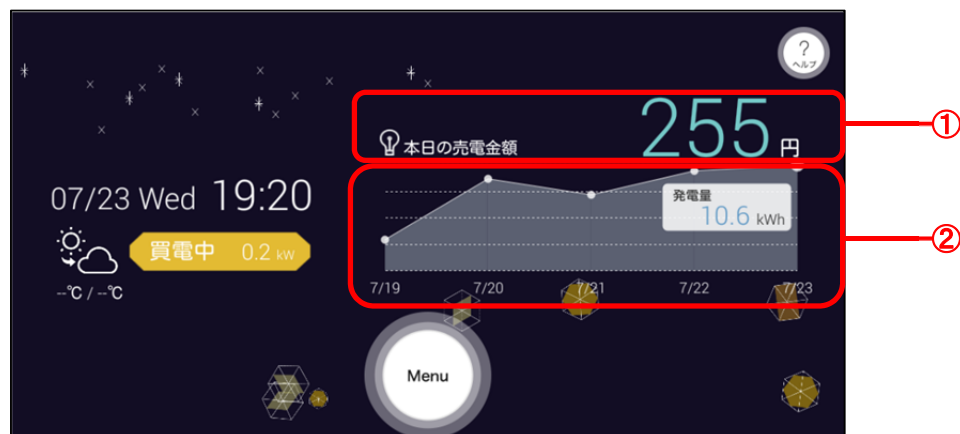 ?
ヘルプ
本日の売電金額 255 円
①
07/23 Wed 19:20
買電中 0.2 kW
--℃ / --℃
発電量
10.6 kWh
②
7/19 7/20 7/21 7/22 7/23
Menu